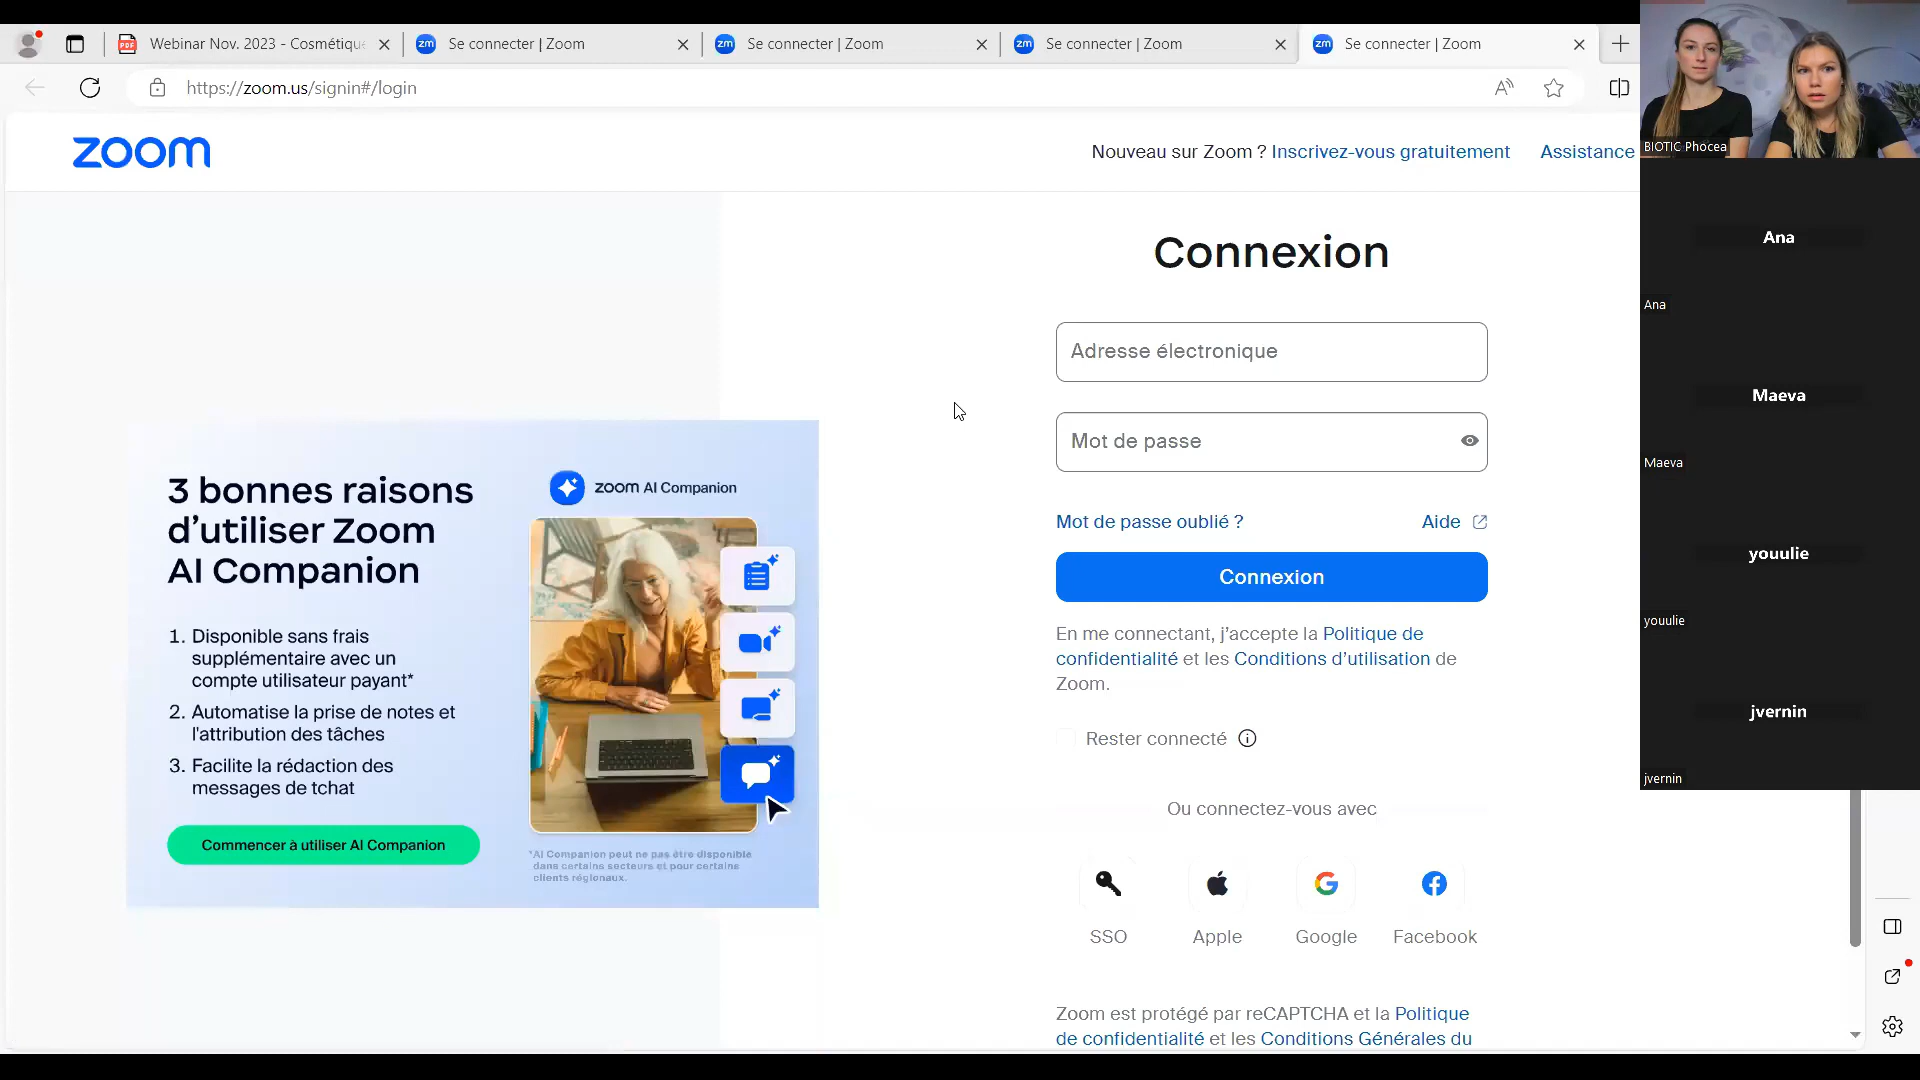 Webinar Nov. 2023 - Cosmétique
Se connecter | Zoom
Se connecter | Zoom
Se connecter | Zoom
Se connecter | Zoom
https://zoom.us/signin#/login
zoom
Nouveau sur Zoom ? Inscrivez-vous gratuitement
Assistance
BIOTIC Phocea
Ana
Ana
Maeva
Maeva
youulie
youulie
jvernin
jvernin
3 bonnes raisons
d’utiliser Zoom
AI Companion
1. Disponible sans frais
supplémentaire avec un
compte utilisateur payant*
2. Automatise la prise de notes et
l'attribution des tâches
3. Facilite la rédaction des
messages de tchat
Commencer à utiliser AI Companion
zoom AI Companion
*AI Companion peut ne pas être disponible
dans certains secteurs et pour certains
clients régionaux.
Connexion
Adresse électronique
Mot de passe
Mot de passe oublié ?
Aide
Connexion
En me connectant, j’accepte la Politique de
confidentialité et les Conditions d’utilisation de
Zoom.
Rester connecté
Ou connectez-vous avec
SSO
Apple
Google
Facebook
Zoom est protégé par reCAPTCHA et la Politique
de confidentialité et les Conditions Générales du